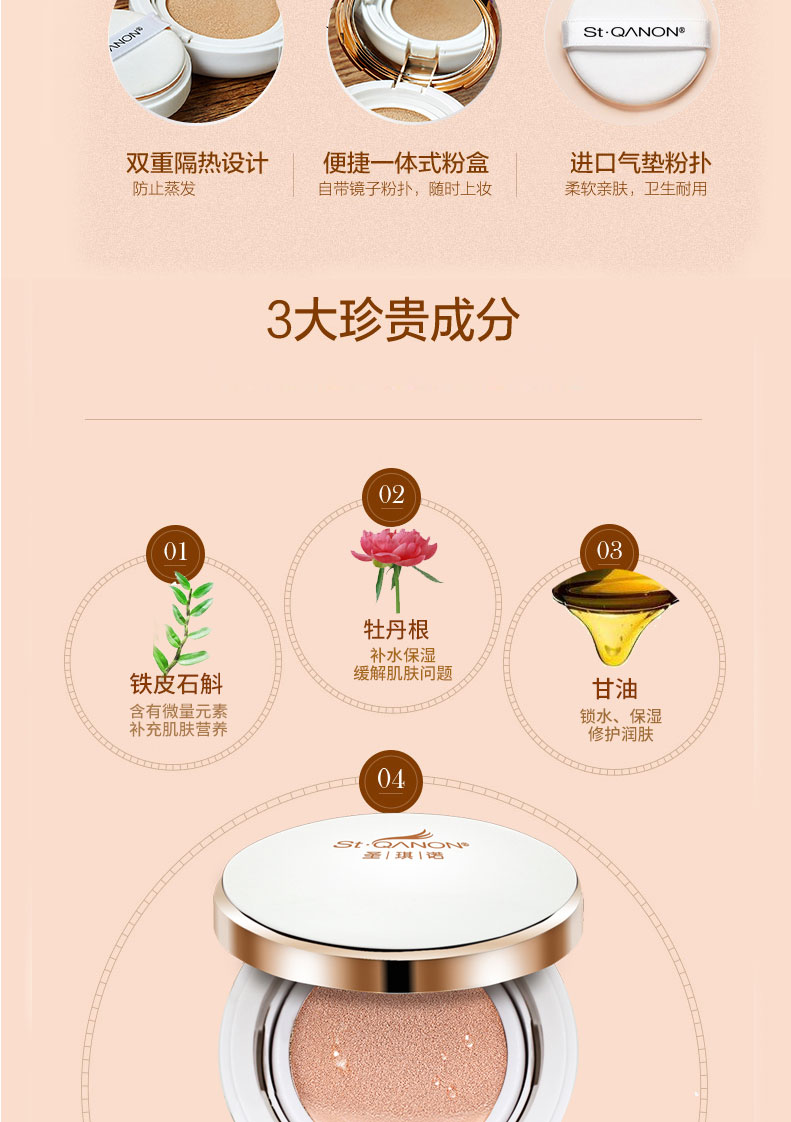 ANON®
St·QANON®
双重隔热设计
防止蒸发
便捷一体式粉盒
自带镜子粉扑，随时上妆
进口气垫粉扑
柔软亲肤，卫生耐用
3大珍贵成分
01
铁皮石斛
含有微量元素
补充肌肤营养
02
牡丹根
补水保湿
缓解肌肤问题
03
甘油
锁水、保湿
修护润肤
04
St·QANON®
圣|琪|诺